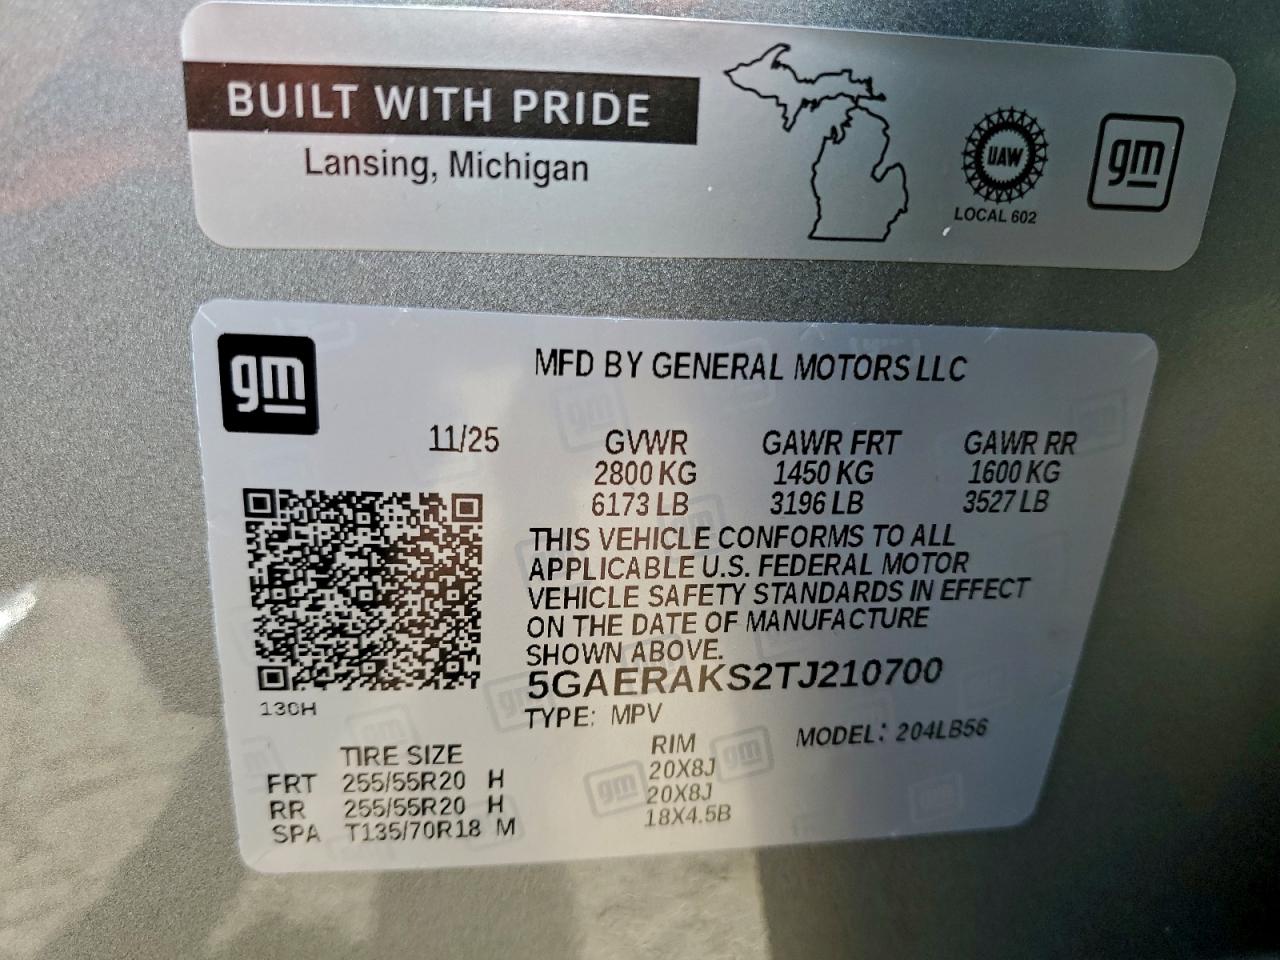 BUILT WITH PRIDE
Lansing, Michigan
UAW
LOCAL 602
gm
gm
MFD BY GENERAL MOTORS LLC
11/25 GVWR GAWR FRT GAWR RR
2800 KG 1450 KG 1600 KG
6173 LB 3196 LB 3527 LB
THIS VEHICLE CONFORMS TO ALL
APPLICABLE U.S. FEDERAL MOTOR
VEHICLE SAFETY STANDARDS IN EFFECT
ON THE DATE OF MANUFACTURE
SHOWN ABOVE.
5GAERAKS2TJ210700
130H
TYPE: MPV MODEL: 204LB56
TIRE SIZE RIM
FRT 255/55R20 H 20X8J
RR 255/55R20 H 20X8J
SPA T135/70R18 M 18X4.5B